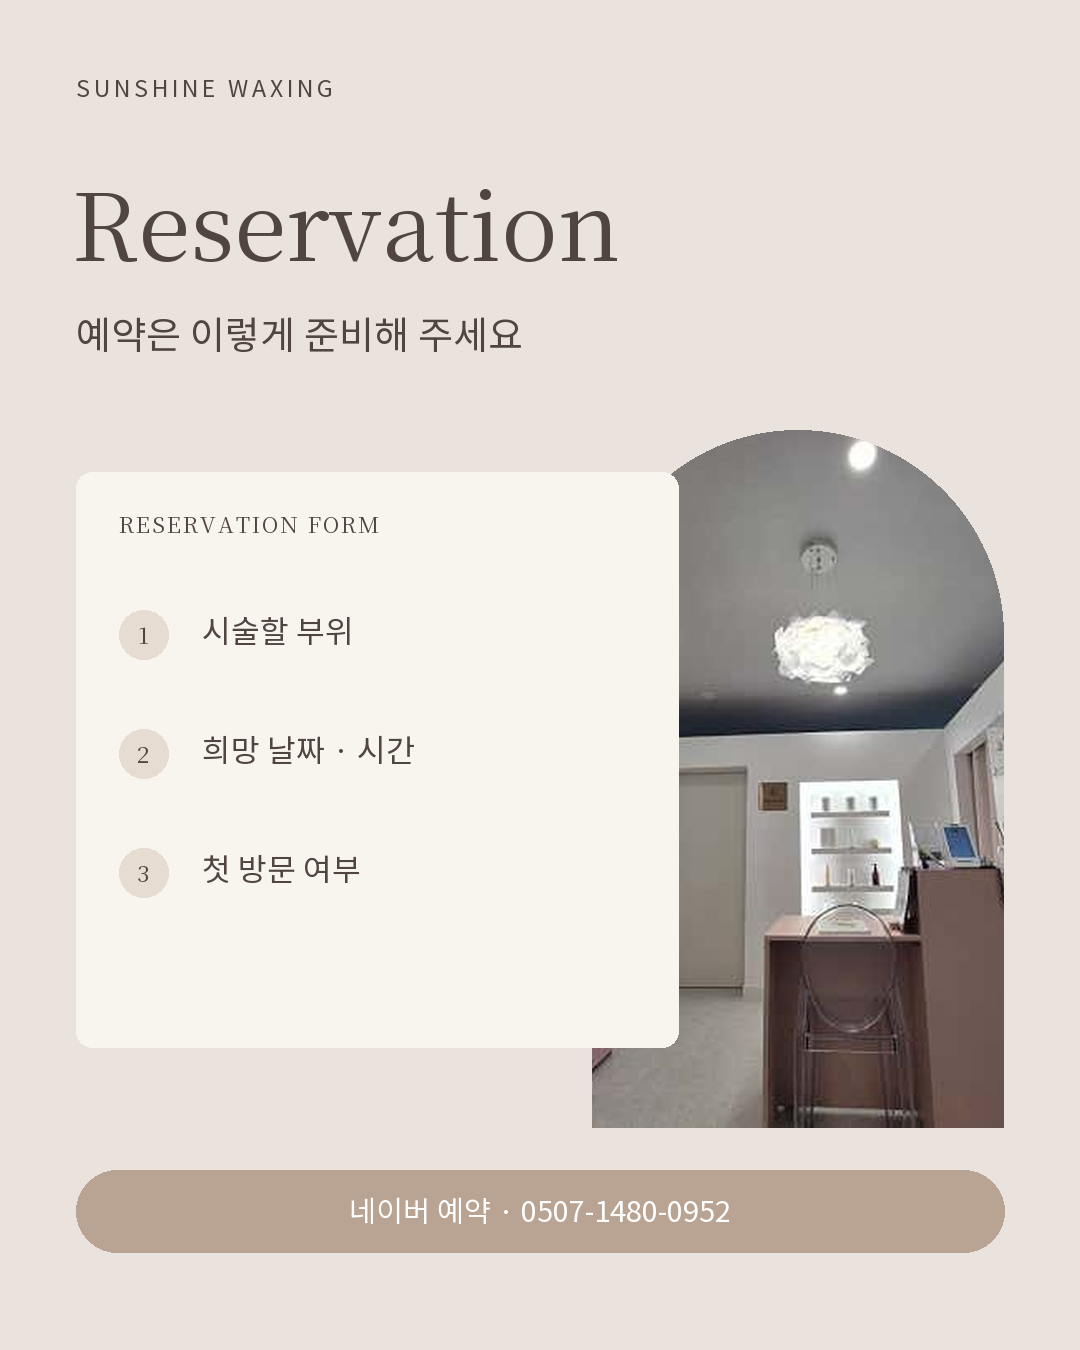 SUNSHINE WAXING
Reservation
예약은 이렇게 준비해 주세요
RESERVATION FORM
1 시술할 부위
2 희망 날짜 · 시간
3 첫 방문 여부
네이버 예약 · 0507-1480-0952